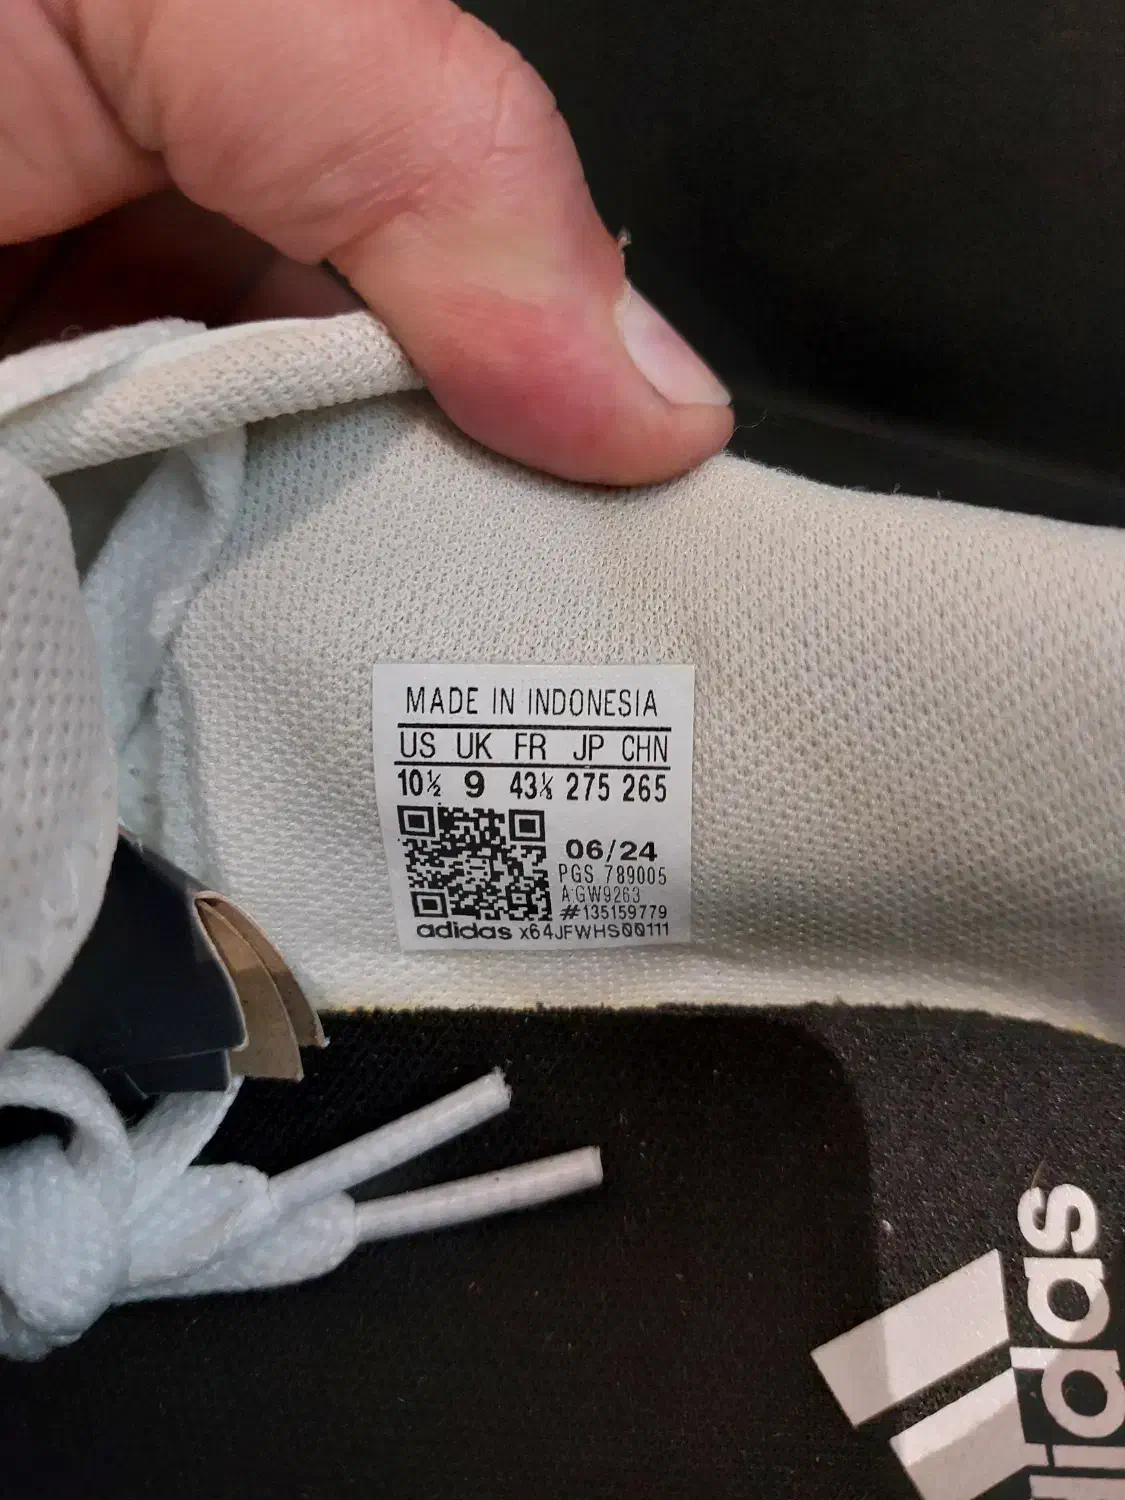 MADE IN INDONESIA
US UK FR JP CHN
10½ 9 43⅓ 275 265
06/24
PGS 789005
A:GW9263
#135159779
adidas x64JFWHS00111
adidas